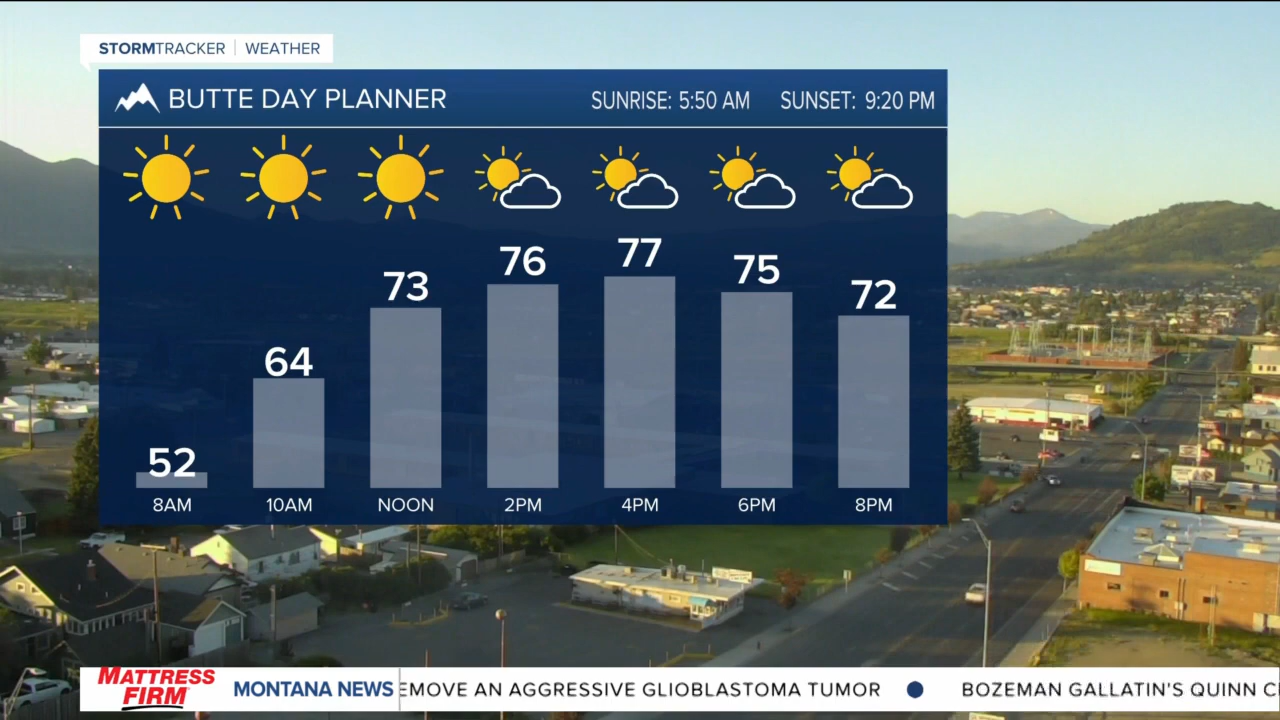 STORMTRACKER | WEATHER
BUTTE DAY PLANNER
SUNRISE: 5:50 AM SUNSET: 9:20 PM
52 64 73 76 77 75 72
8AM 10AM NOON 2PM 4PM 6PM 8PM
MATTRESS
FIRM
MONTANA NEWS EMOVE AN AGGRESSIVE GLIOBLASTOMA TUMOR ● BOZEMAN GALLATIN'S QUINN C